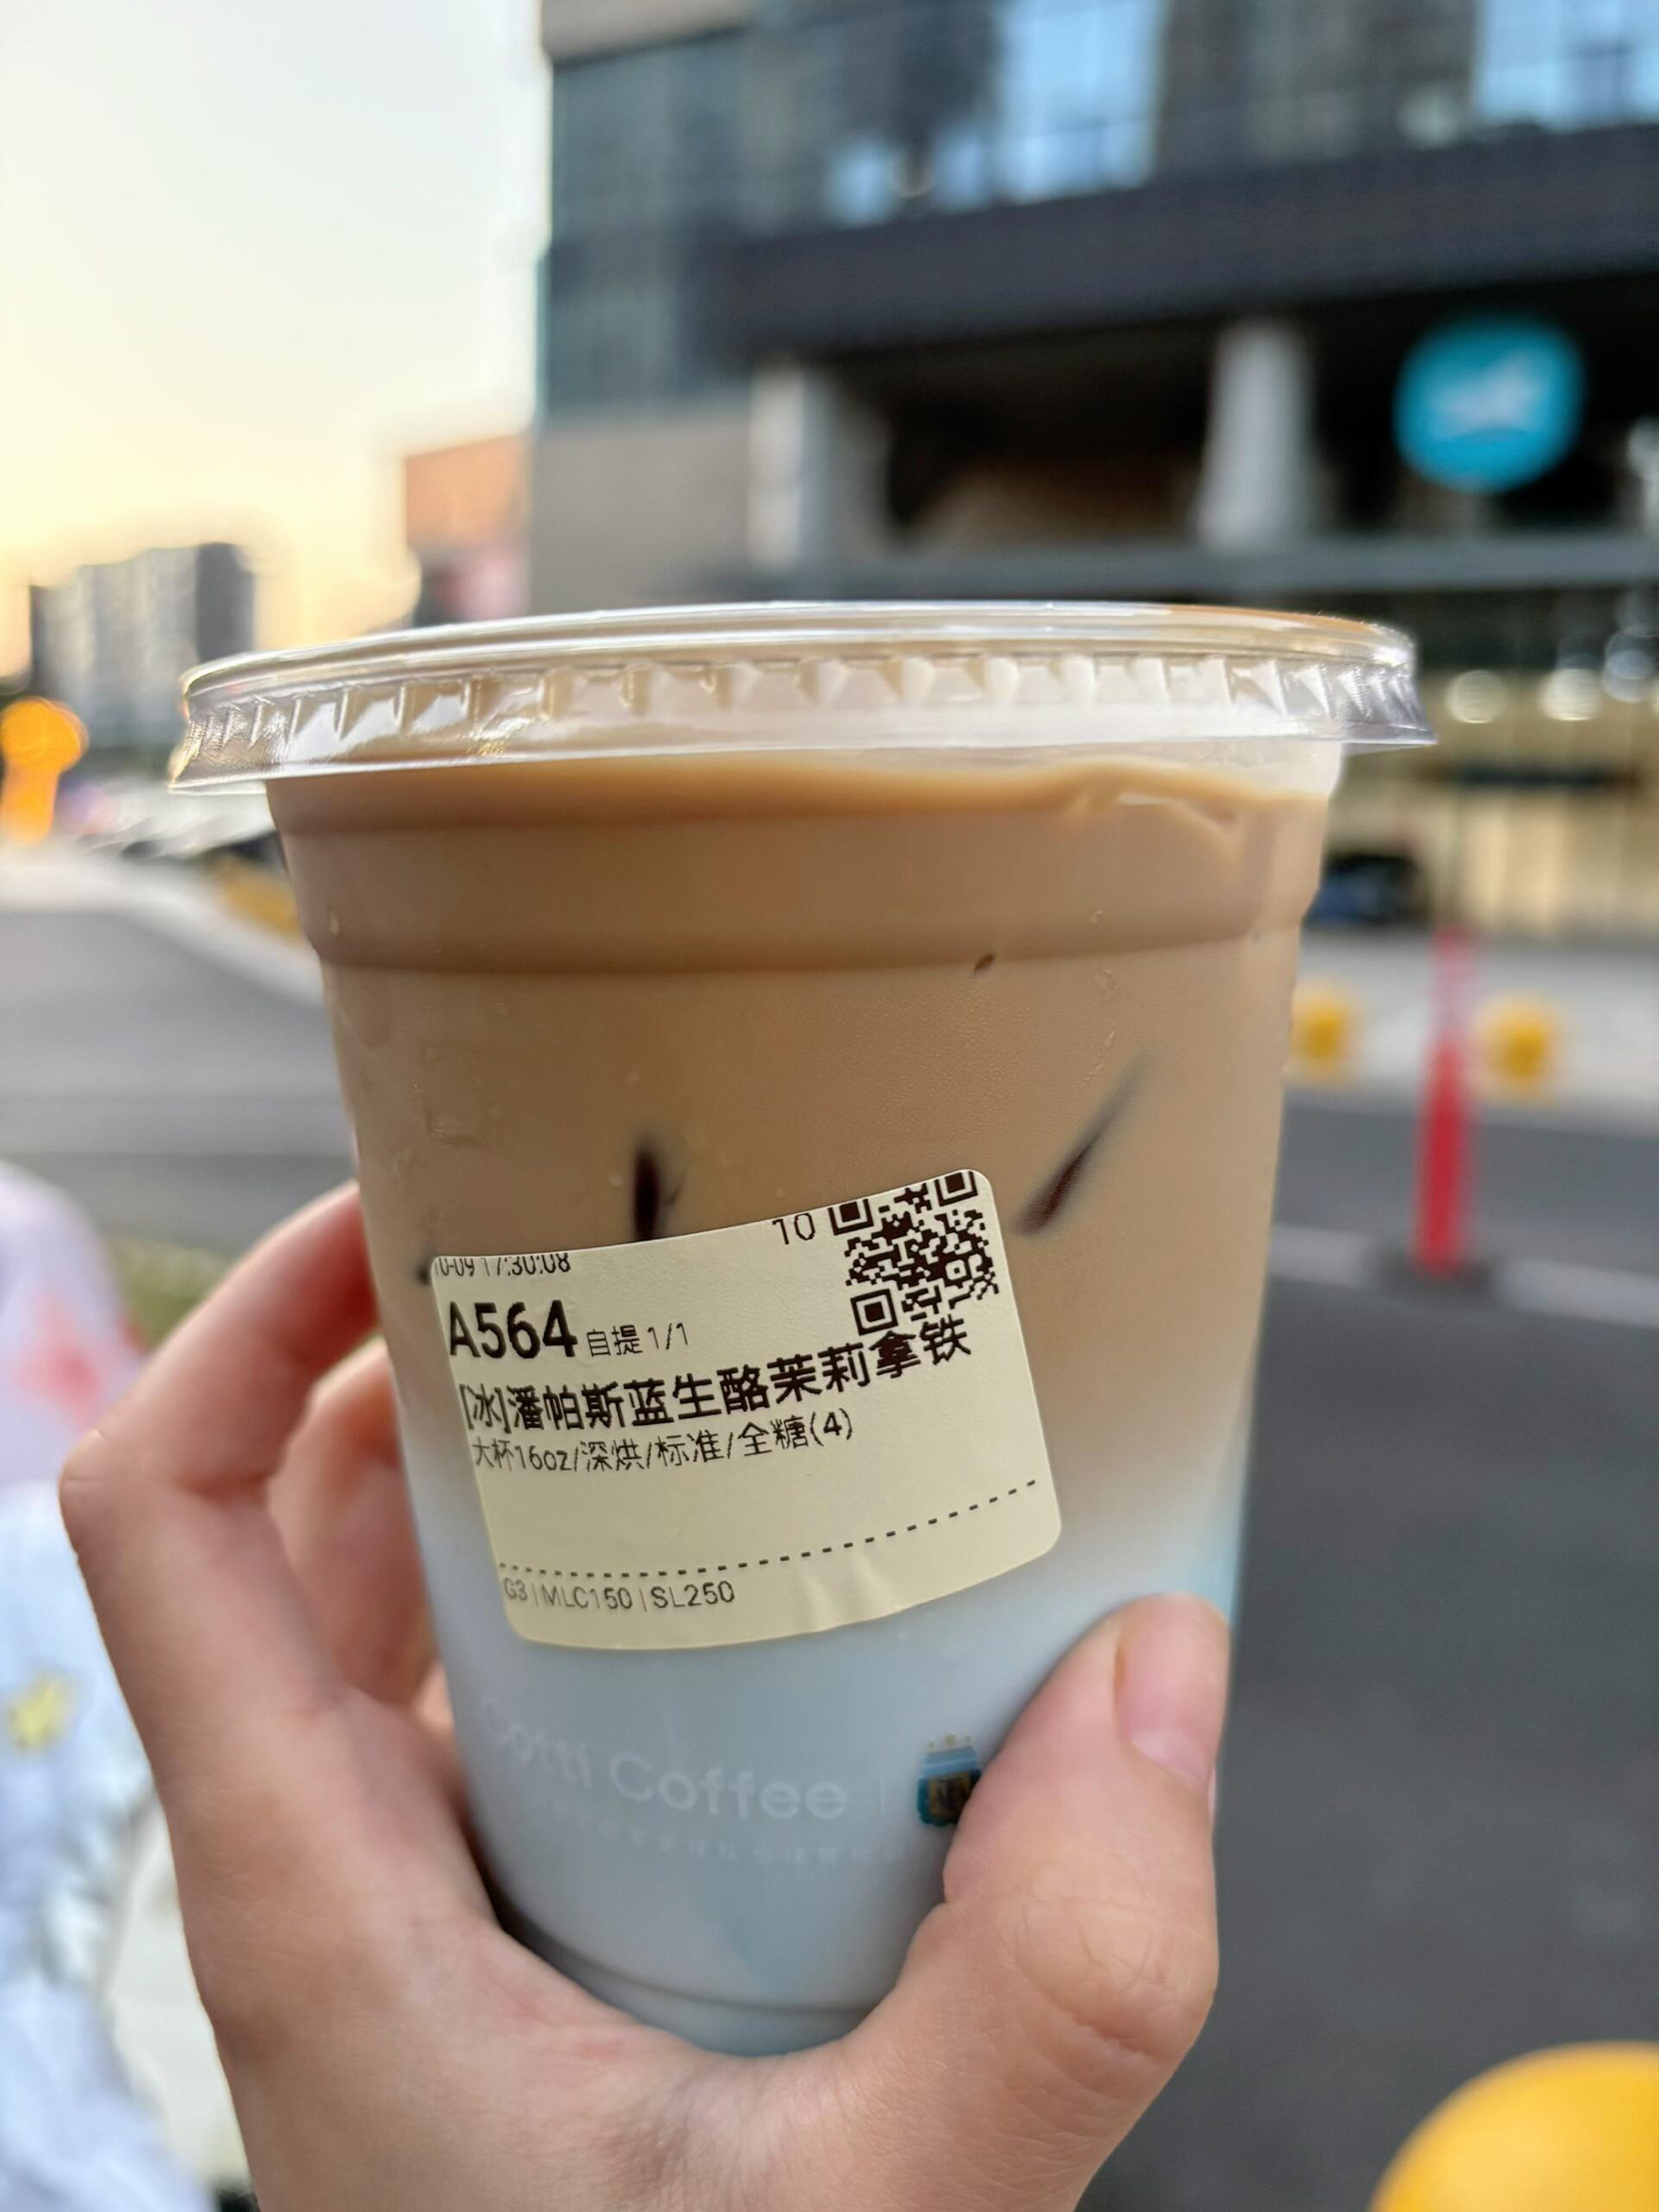 10-09 17:30:08
10
A564 自提 1/1
[冰]潘帕斯蓝生酪茉莉拿铁
大杯16oz/深烘/标准/全糖(4)
G3 | MLC150 | SL250
Cotti Coffee |